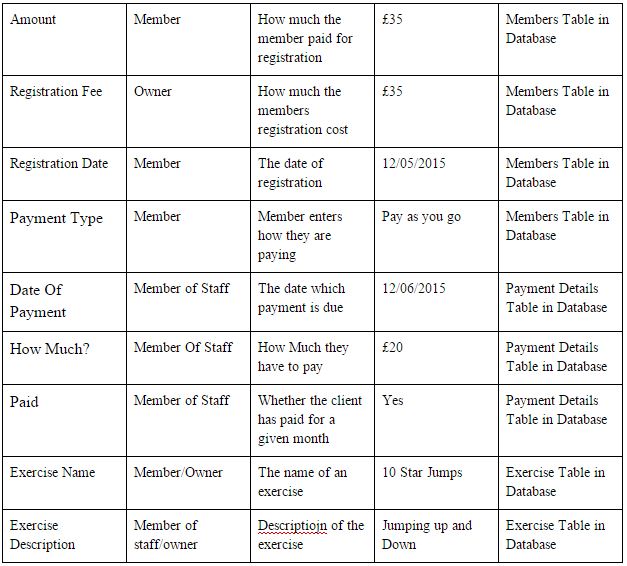 Amount Member How much the £35 Members Table in
member paid for Database
registration
Registration Fee Owner How much the £35 Members Table in
members Database
registration cost
Registration Date Member The date of 12/05/2015 Members Table in
registration Database
Payment Type Member Member enters Pay as you go Members Table in
how they are Database
paying
Date Of Member of Staff The date which 12/06/2015 Payment Details
Payment payment is due Table in Database
How Much? Member Of Staff How Much they £20 Payment Details
have to pay Table in Database
Paid Member of Staff Whether the client Yes Payment Details
has paid for a Table in Database
given month
Exercise Name Member/Owner The name of an 10 Star Jumps Exercise Table in
exercise Database
Exercise Member of Descriptiojn of the Jumping up and Exercise Table in
Description staff/owner exercise Down Database